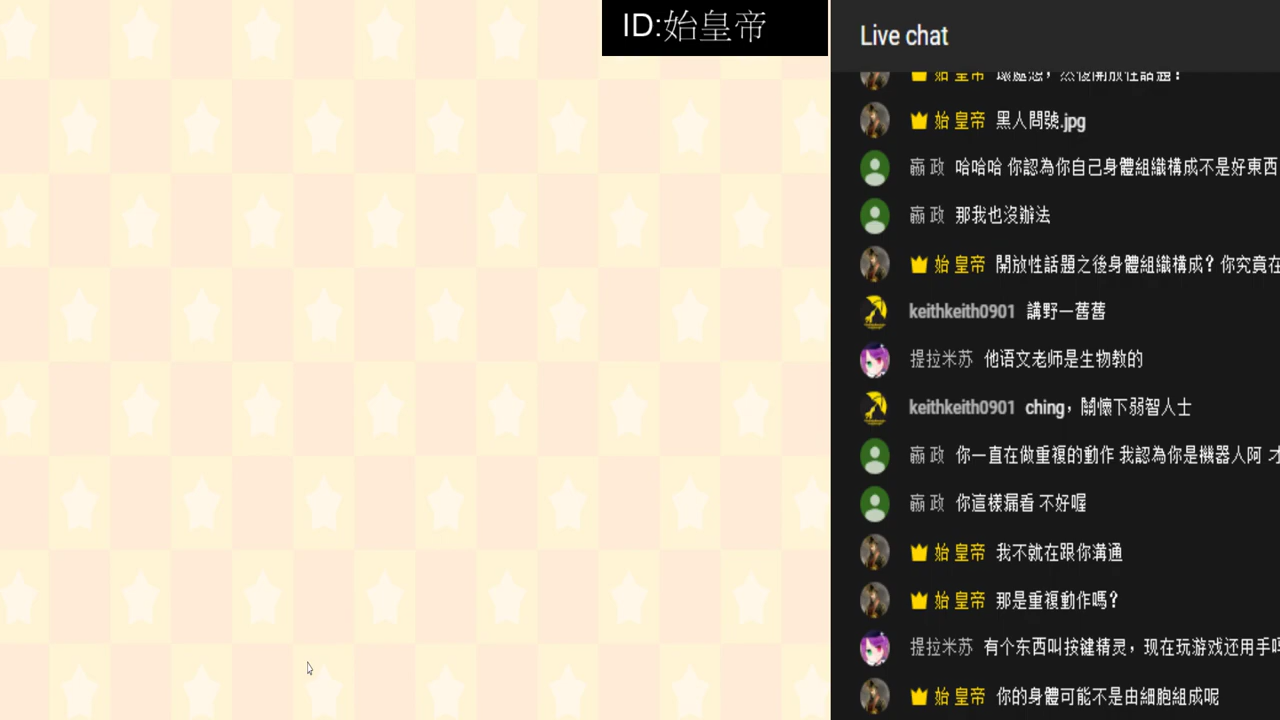 ID:始皇帝
Live chat
始 皇帝 黑人問號.jpg
嬴 政 哈哈哈 你認為你自己身體組織構成不是好東西
嬴 政 那我也沒辦法
始 皇帝 開放性話題之後身體組織構成？你究竟在
keithkeith0901 講野一舊舊
提拉米苏 他语文老师是生物教的
keithkeith0901 ching，關懷下弱智人士
嬴 政 你一直在做重複的動作 我認為你是機器人阿 才
嬴 政 你這樣漏看 不好喔
始 皇帝 我不就在跟你溝通
始 皇帝 那是重複動作嗎？
提拉米苏 有个东西叫按键精灵，现在玩游戏还用手
始 皇帝 你的身體可能不是由細胞組成呢